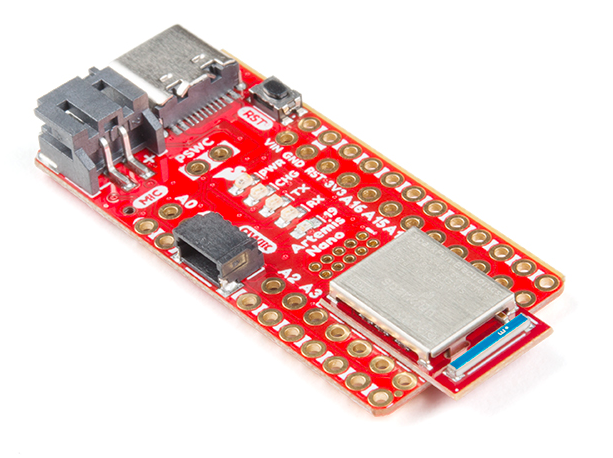 RST
+
PSWC
VIN GND RST 3V3 A16 A15
MIC
A0
PWR
CHG
TX
RX
19
QWIIC
Artemis
Nano
A2 A3